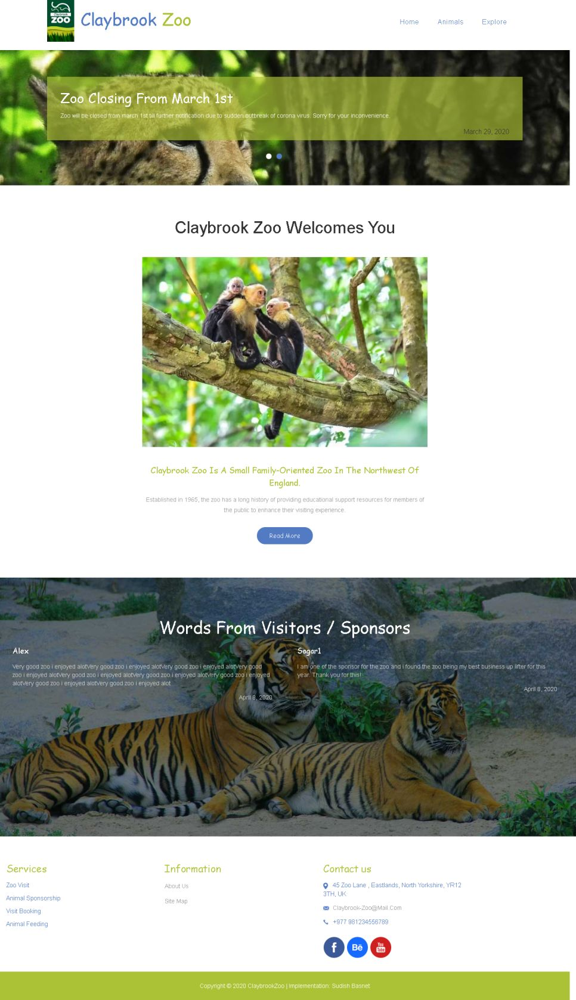 Claybrook
ZOO
Claybrook Zoo
Home Animals Explore
Zoo Closing From March 1st
Zoo will be closed from march 1st till further notification due to sudden outbreak of corona virus. Sorry for your inconvenience.
March 29, 2020
Claybrook Zoo Welcomes You
Claybrook Zoo Is A Small Family-Oriented Zoo In The Northwest Of
England.
Established in 1965, the zoo has a long history of providing educational support resources for members of
the public to enhance their visiting experience.
Read More
Words From Visitors / Sponsors
Alex
Very good zoo i enjoyed alotVery good zoo i enjoyed alotVery good zoo i enjoyed alotVery good
zoo i enjoyed alotVery good zoo i enjoyed alotVery good zoo i enjoyed alotVery good zoo i enjoyed
alotVery good zoo i enjoyed alotVery good zoo i enjoyed alot
April 8, 2020
Sagar1
I am one of the sponsor for the zoo and i found the zoo being my best business up lifter for this
year. Thank you for this!
April 8, 2020
Services
Zoo Visit
Animal Sponsorship
Visit Booking
Animal Feeding
Information
About Us
Site Map
Contact us
45 Zoo Lane , Eastlands, North Yorkshire, YR12
3TH, UK
Claybrook-Zoo@Mail.Com
+977 981234556789
f Bē You Tube
Copyright © 2020 ClaybrookZoo | Implementation: Sudish Basnet